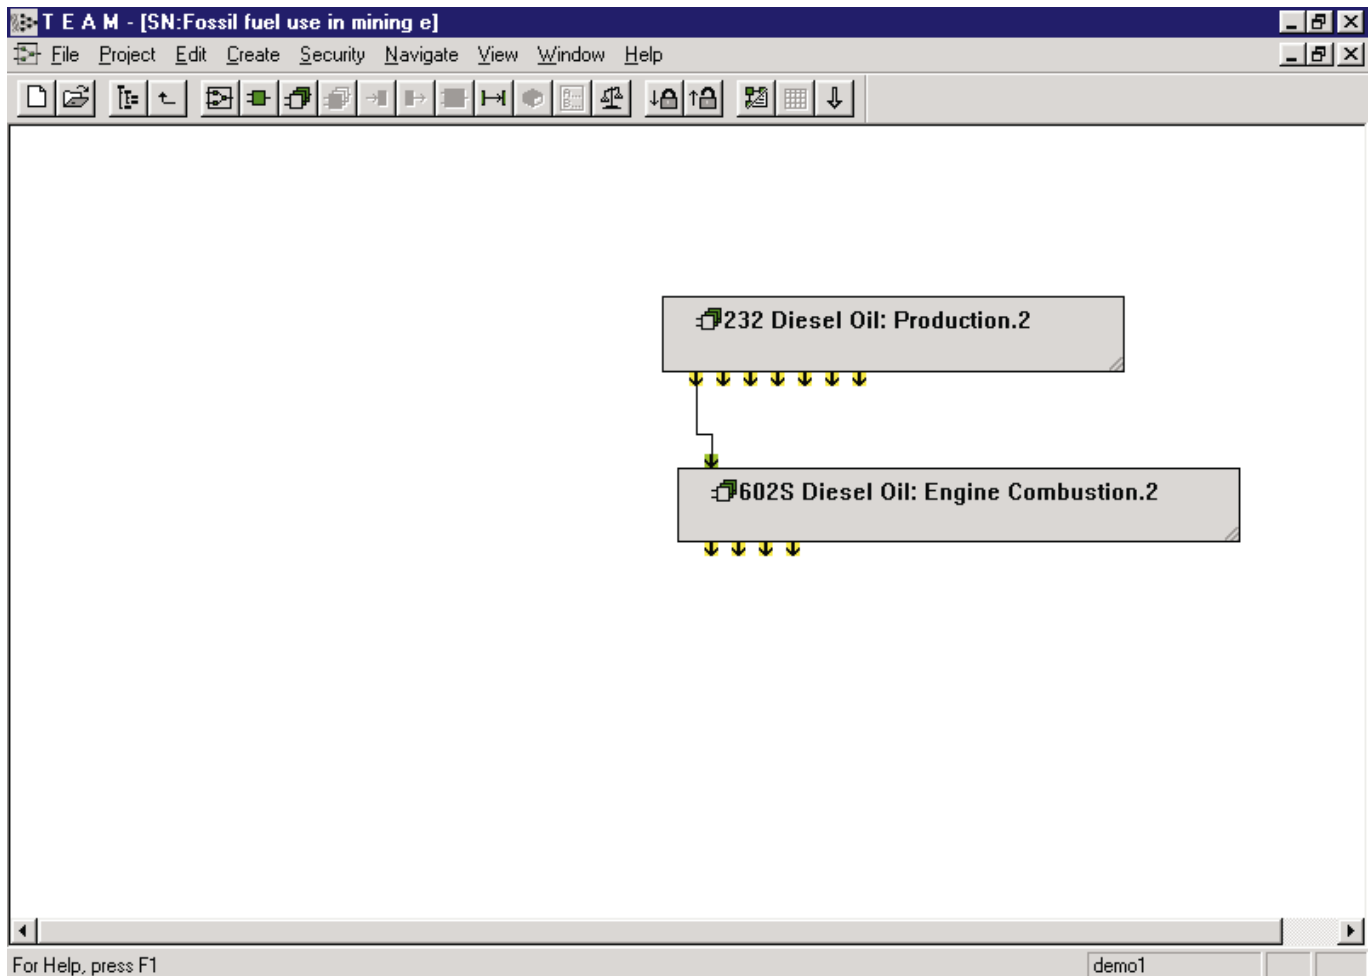 T E A M - [SN:Fossil fuel use in mining e]
File Project Edit Create Security Navigate View Window Help
232 Diesel Oil: Production.2
602S Diesel Oil: Engine Combustion.2
For Help, press F1 demo1